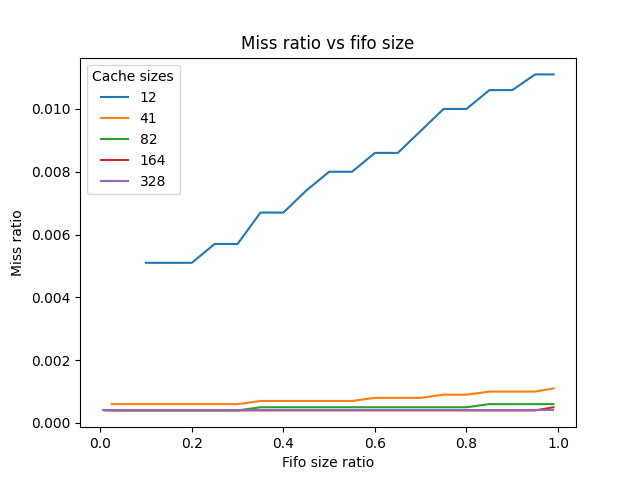 Miss ratio vs fifo size
Cache sizes
12
41
82
164
328
0.010
0.008
0.006
0.004
0.002
0.000
Miss ratio
0.0 0.2 0.4 0.6 0.8 1.0
Fifo size ratio